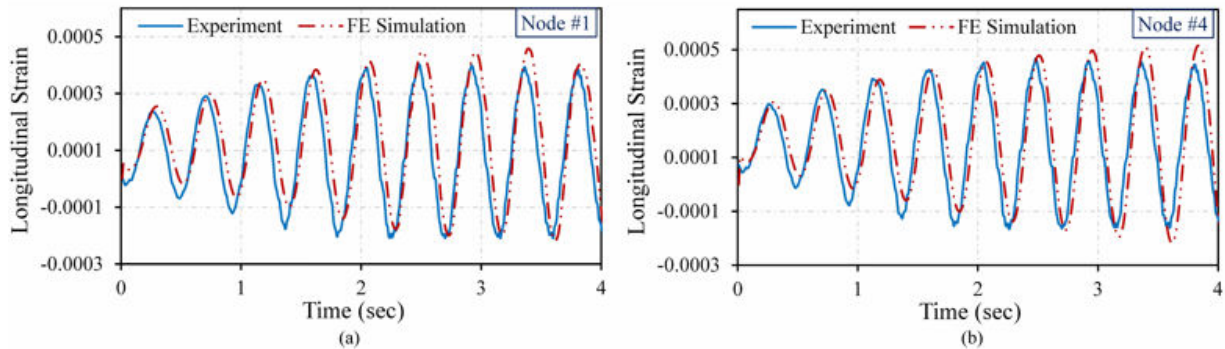 Experiment FE Simulation Node #1
0.0005
0.0003
0.0001
-0.0001
-0.0003
Longitudinal Strain
0 1 2 3 4
Time (sec)
(a)
Experiment FE Simulation Node #4
0.0005
0.0003
0.0001
-0.0001
-0.0003
Longitudinal Strain
0 1 2 3 4
Time (sec)
(b)